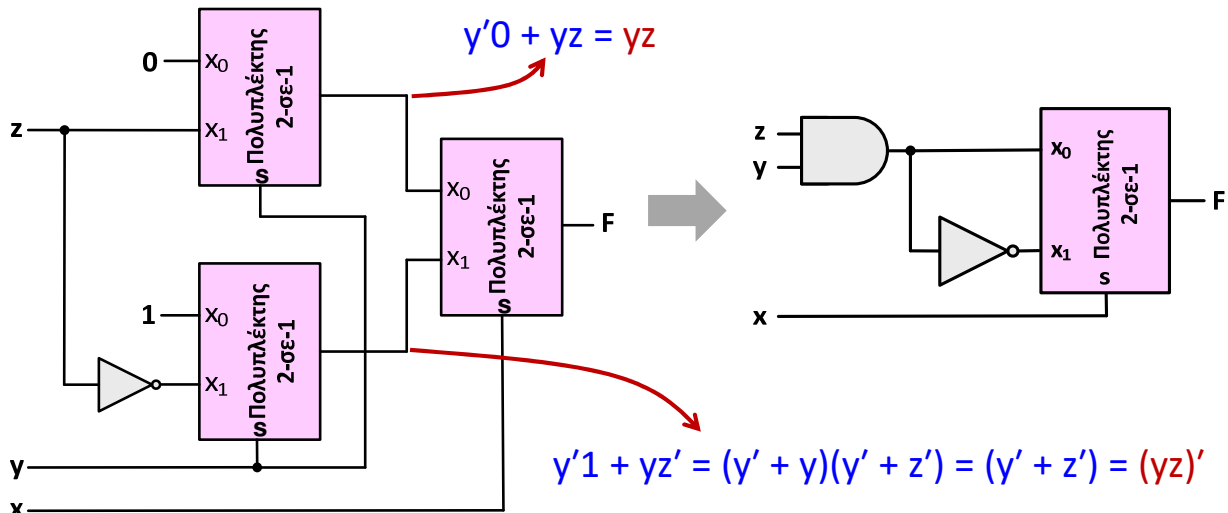 y′0 + yz = yz
0
x₀
x₁
Πολυπλέκτης
2-σε-1
s
z
x₀
x₁
Πολυπλέκτης
2-σε-1
s
F
1
x₀
x₁
Πολυπλέκτης
2-σε-1
s
y
x
z
y
x₀
x₁
Πολυπλέκτης
2-σε-1
s
F
x
y′1 + yz′ = (y′ + y)(y′ + z′) = (y′ + z′) = (yz)′